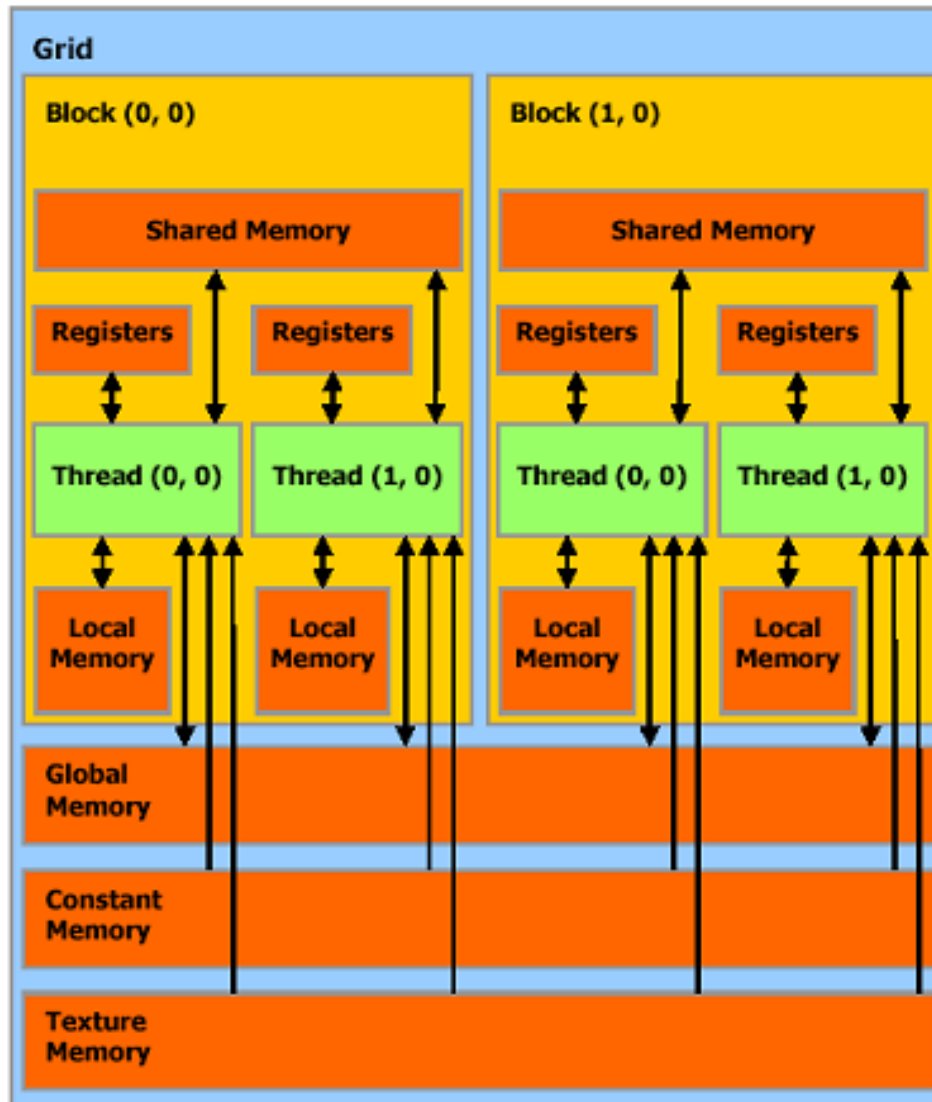 Grid
Block (0, 0)
Block (1, 0)
Shared Memory
Shared Memory
Registers
Registers
Registers
Registers
Thread (0, 0)
Thread (1, 0)
Thread (0, 0)
Thread (1, 0)
Local
Memory
Local
Memory
Local
Memory
Local
Memory
Global
Memory
Constant
Memory
Texture
Memory